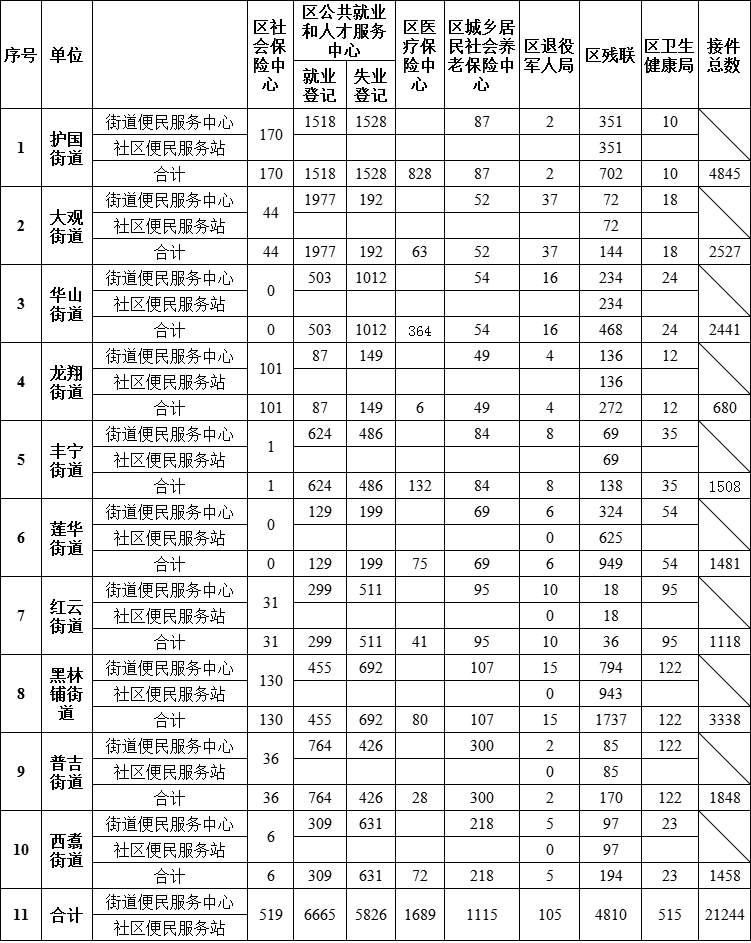 序号 单位 区社会保险中心 区公共就业和人才服务中心 区医疗保险中心 区城乡居民社会养老保险中心 区退役军人局 区残联 区卫生健康局 接件总数
就业登记 失业登记
1 护国街道 街道便民服务中心 170 1518 1528 87 2 351 10
社区便民服务站 351
合计 170 1518 1528 828 87 2 702 10 4845
2 大观街道 街道便民服务中心 44 1977 192 52 37 72 18
社区便民服务站 72
合计 44 1977 192 63 52 37 144 18 2527
3 华山街道 街道便民服务中心 0 503 1012 54 16 234 24
社区便民服务站 234
合计 0 503 1012 364 54 16 468 24 2441
4 龙翔街道 街道便民服务中心 101 87 149 49 4 136 12
社区便民服务站 136
合计 101 87 149 6 49 4 272 12 680
5 丰宁街道 街道便民服务中心 1 624 486 84 8 69 35
社区便民服务站 69
合计 1 624 486 132 84 8 138 35 1508
6 莲华街道 街道便民服务中心 0 129 199 69 6 324 54
社区便民服务站 0 625
合计 0 129 199 75 69 6 949 54 1481
7 红云街道 街道便民服务中心 31 299 511 95 10 18 95
社区便民服务站 0 18
合计 31 299 511 41 95 10 36 95 1118
8 黑林铺街道 街道便民服务中心 130 455 692 107 15 794 122
社区便民服务站 0 943
合计 130 455 692 80 107 15 1737 122 3338
9 普吉街道 街道便民服务中心 36 764 426 300 2 85 122
社区便民服务站 0 85
合计 36 764 426 28 300 2 170 122 1848
10 西翥街道 街道便民服务中心 6 309 631 218 5 97 23
社区便民服务站 0 97
合计 6 309 631 72 218 5 194 23 1458
11 合计 街道便民服务中心 519 6665 5826 1689 1115 105 4810 515 21244
社区便民服务站